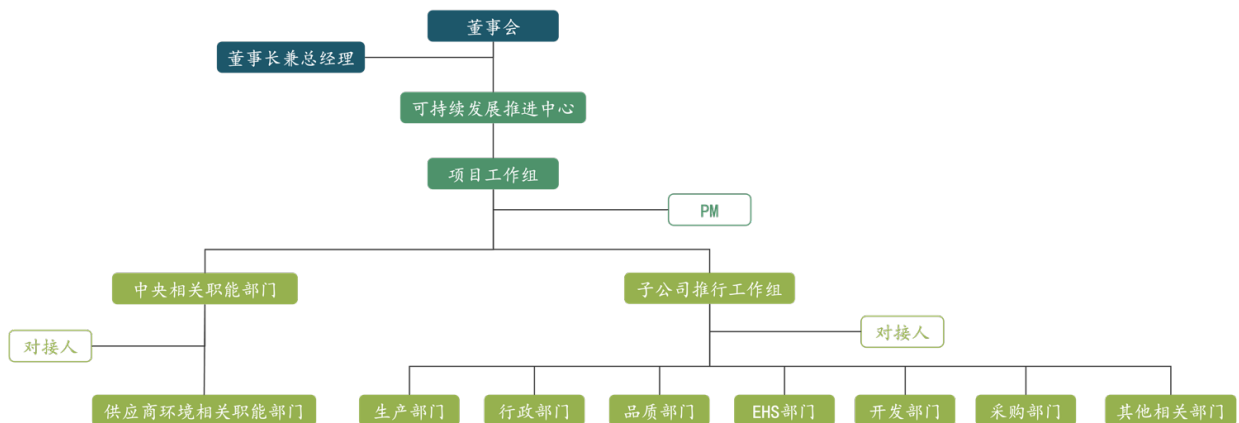 董事会
董事长兼总经理
可持续发展推进中心
项目工作组
PM
中央相关职能部门
子公司推行工作组
对接人
对接人
供应商环境相关职能部门
生产部门
行政部门
品质部门
EHS部门
开发部门
采购部门
其他相关部门